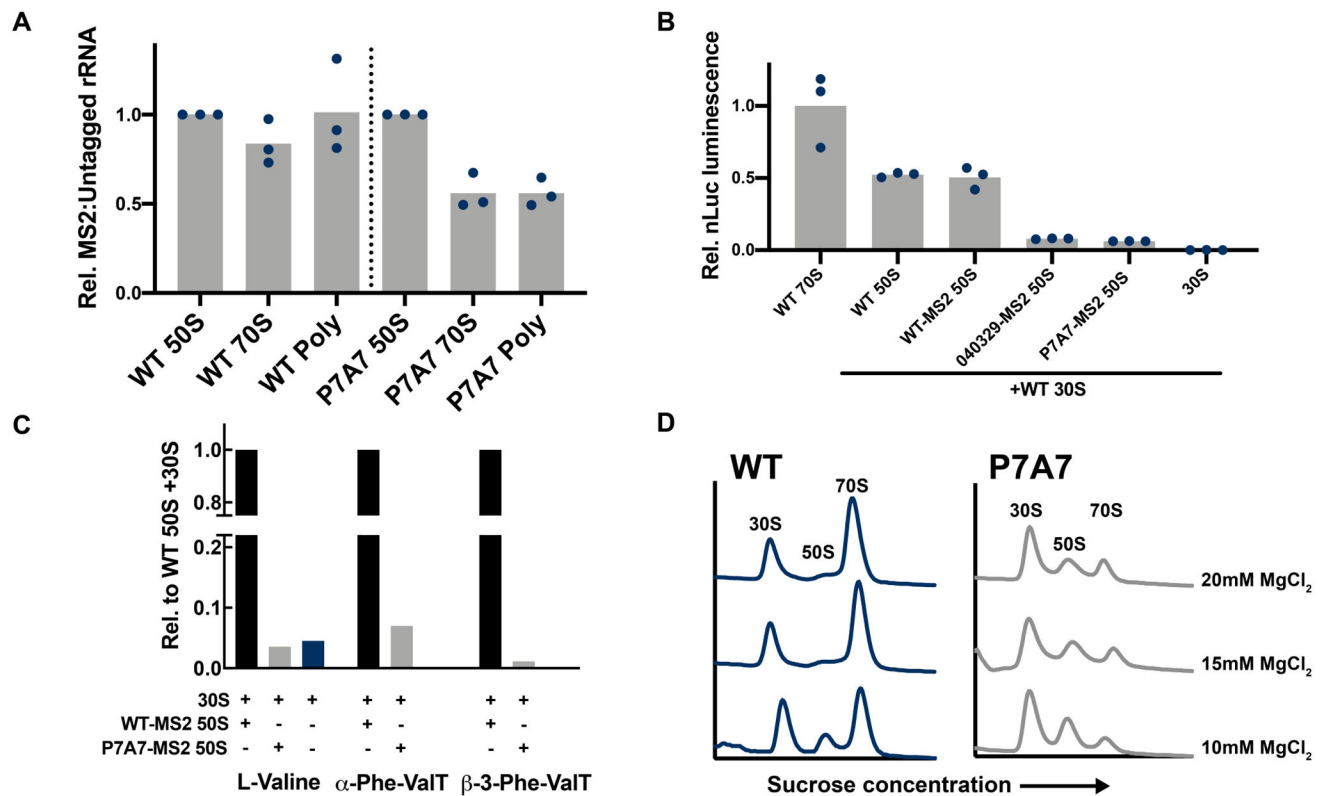 A
Rel. MS2:Untagged rRNA
1.0
0.5
0.0
WT 50S
WT 70S
WT Poly
P7A7 50S
P7A7 70S
P7A7 Poly
B
Rel. nLuc luminescence
1.0
0.5
0.0
WT 70S
WT 50S
WT-MS2 50S
040329-MS2 50S
P7A7-MS2 50S
30S
+WT 30S
C
Rel. to WT 50S +30S
1.0
0.8
0.2
0.1
0.0
30S + + + + + + +
WT-MS2 50S + - - + - + -
P7A7-MS2 50S - + - - + - +
L-Valine α-Phe-ValT β-3-Phe-ValT
D
WT
30S
50S
70S
P7A7
30S
50S
70S
20mM MgCl₂
15mM MgCl₂
10mM MgCl₂
Sucrose concentration